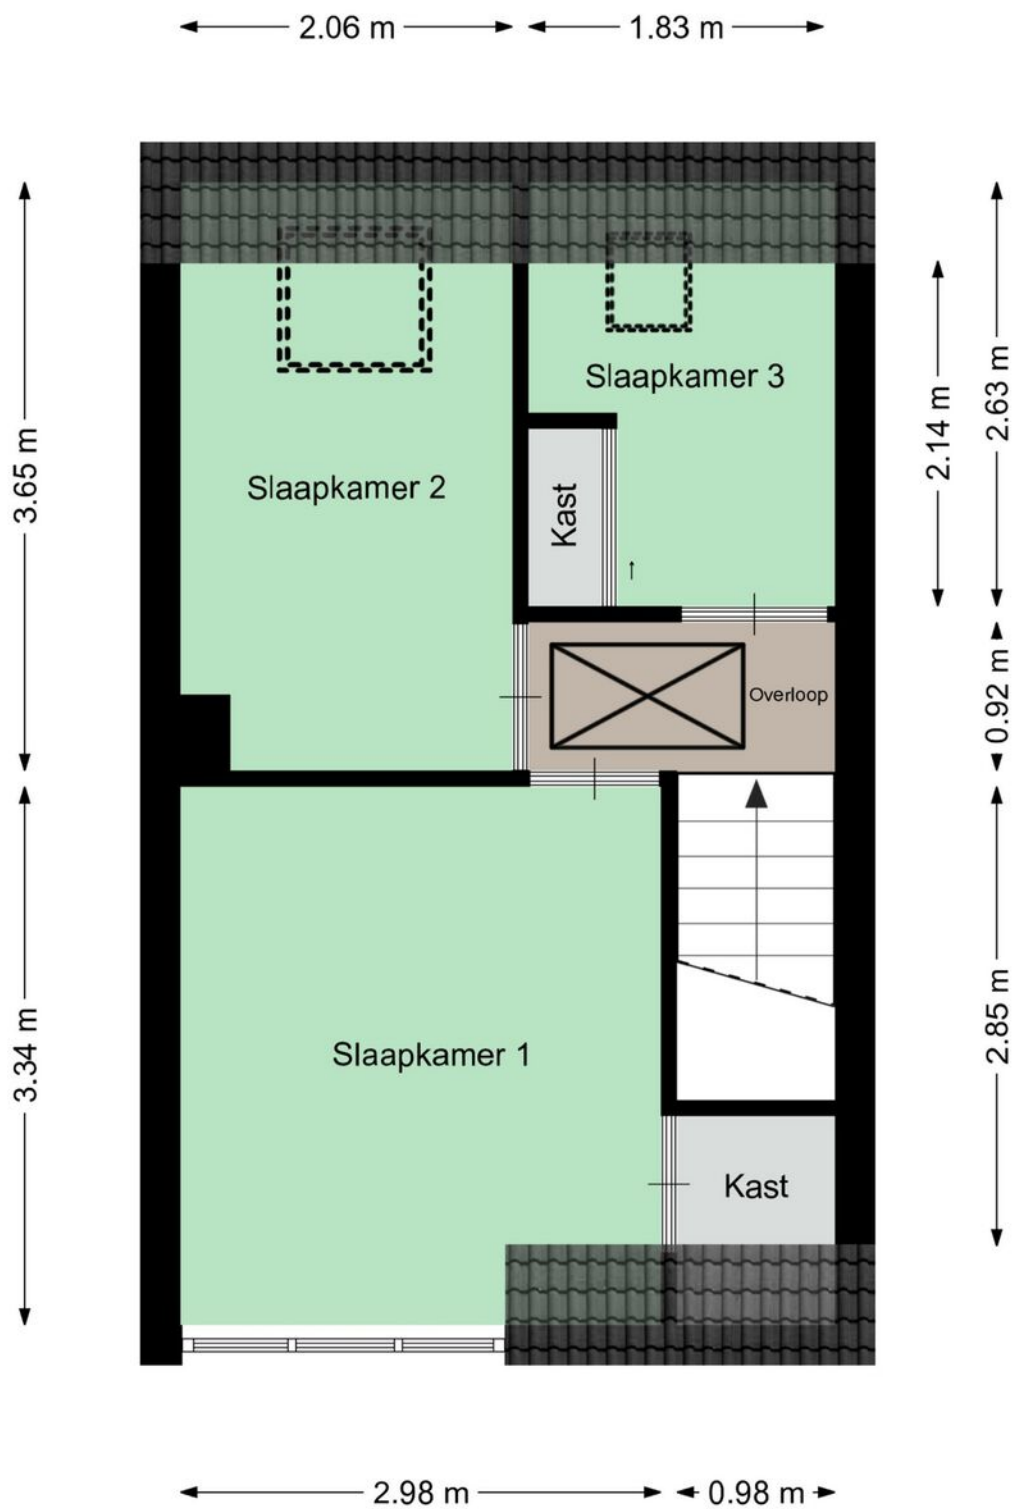 2.06 m
1.83 m
3.65 m
2.63 m
2.14 m
Slaapkamer 3
Slaapkamer 2
Kast
Overloop
0.92 m
3.34 m
2.85 m
Slaapkamer 1
Kast
2.98 m
0.98 m